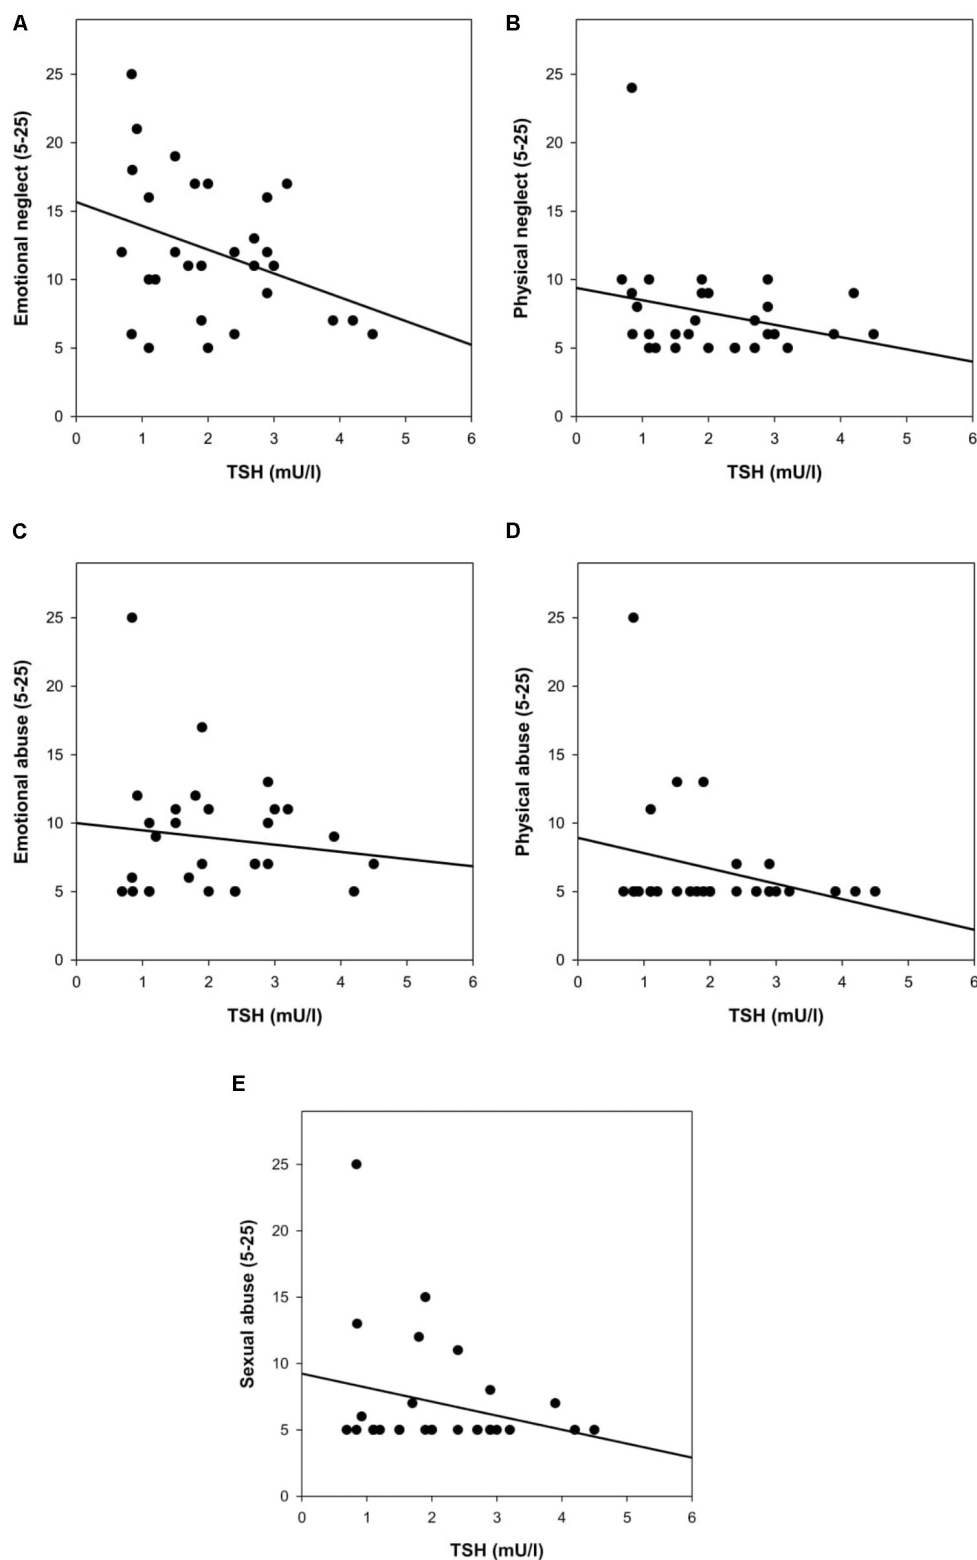 A
25
20
15
10
5
0
Emotional neglect (5-25)
0 1 2 3 4 5 6
TSH (mU/l)
B
25
20
15
10
5
0
Physical neglect (5-25)
0 1 2 3 4 5 6
TSH (mU/l)
C
25
20
15
10
5
0
Emotional abuse (5-25)
0 1 2 3 4 5 6
TSH (mU/l)
D
25
20
15
10
5
0
Physical abuse (5-25)
0 1 2 3 4 5 6
TSH (mU/l)
E
25
20
15
10
5
0
Sexual abuse (5-25)
0 1 2 3 4 5 6
TSH (mU/l)